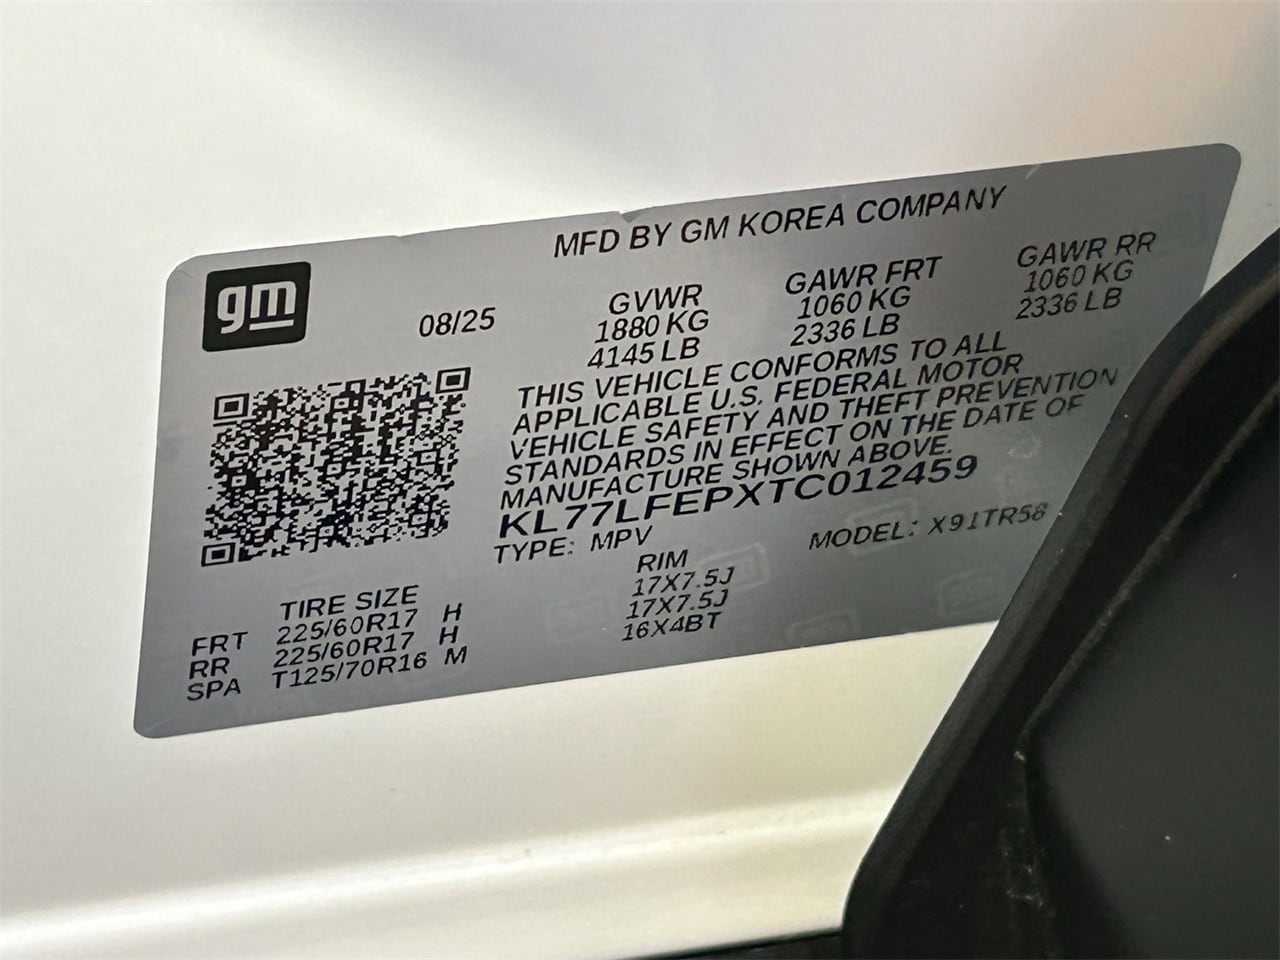 MFD BY GM KOREA COMPANY
gm
08/25
GVWR GAWR FRT GAWR RR
1880 KG 1060 KG 1060 KG
4145 LB 2336 LB 2336 LB
THIS VEHICLE CONFORMS TO ALL
APPLICABLE U.S. FEDERAL MOTOR
VEHICLE SAFETY AND THEFT PREVENTION
STANDARDS IN EFFECT ON THE DATE OF
MANUFACTURE SHOWN ABOVE.
KL77LFEPXTC012459
TYPE: MPV MODEL: X91TR58
TIRE SIZE RIM
FRT 225/60R17 H 17X7.5J
RR 225/60R17 H 17X7.5J
SPA T125/70R16 M 16X4BT